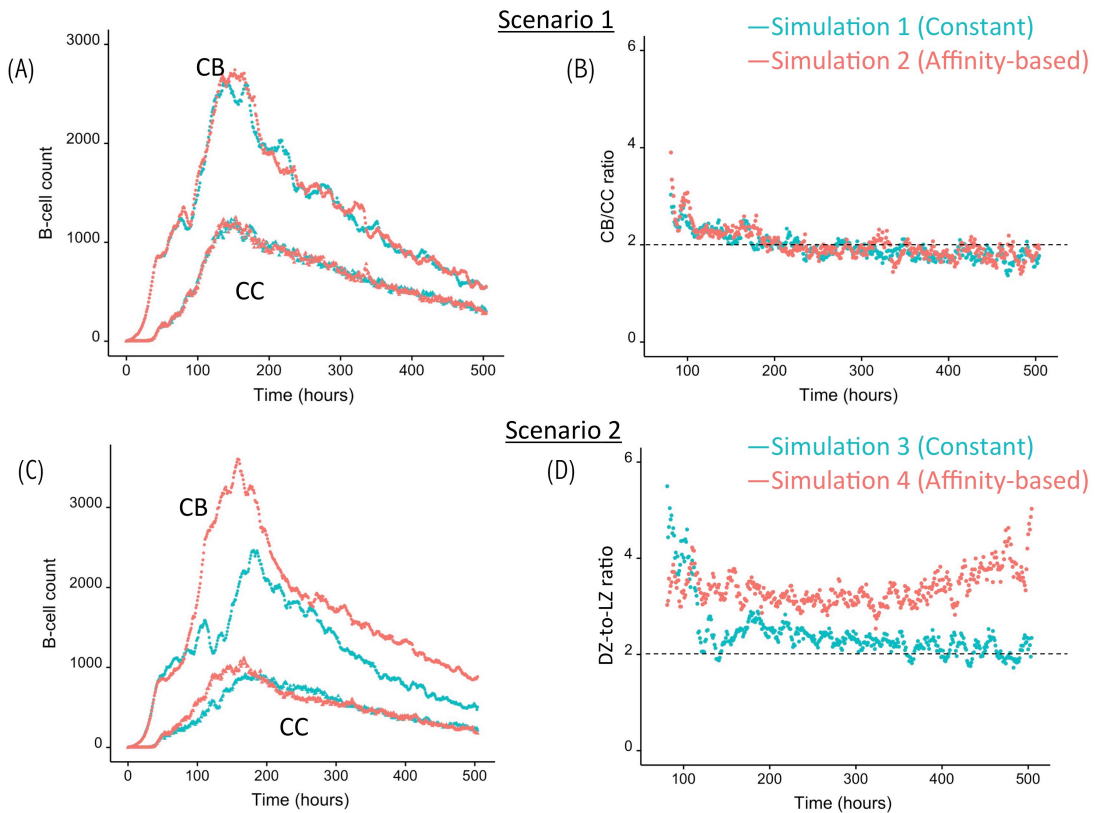 Scenario 1
—Simulation 1 (Constant)
—Simulation 2 (Affinity-based)
(A)
3000
2000
1000
0
B-cell count
CB
CC
0 100 200 300 400 500
Time (hours)
(B)
6
4
2
0
CB/CC ratio
100 200 300 400 500
Time (hours)
Scenario 2
—Simulation 3 (Constant)
—Simulation 4 (Affinity-based)
(C)
3000
2000
1000
0
B-cell count
CB
CC
0 100 200 300 400 500
Time (hours)
(D)
6
4
2
0
DZ-to-LZ ratio
100 200 300 400 500
Time (hours)